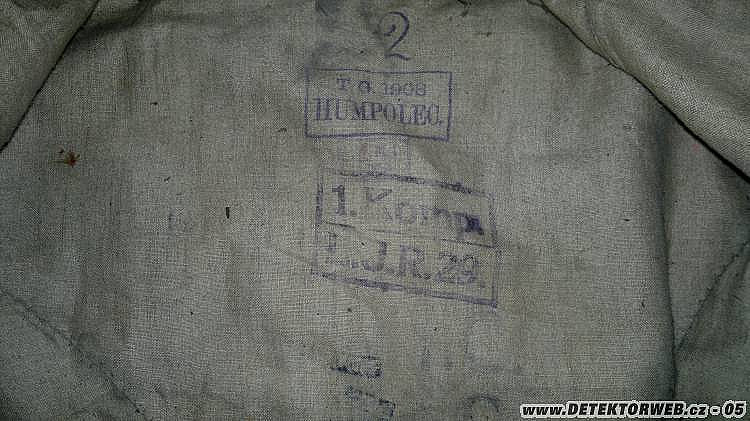 2
T.G. 1908
HUMPOLEC.
1. Komp.
L.J.R. 29.
www.DETEKTORWEB.cz - 05